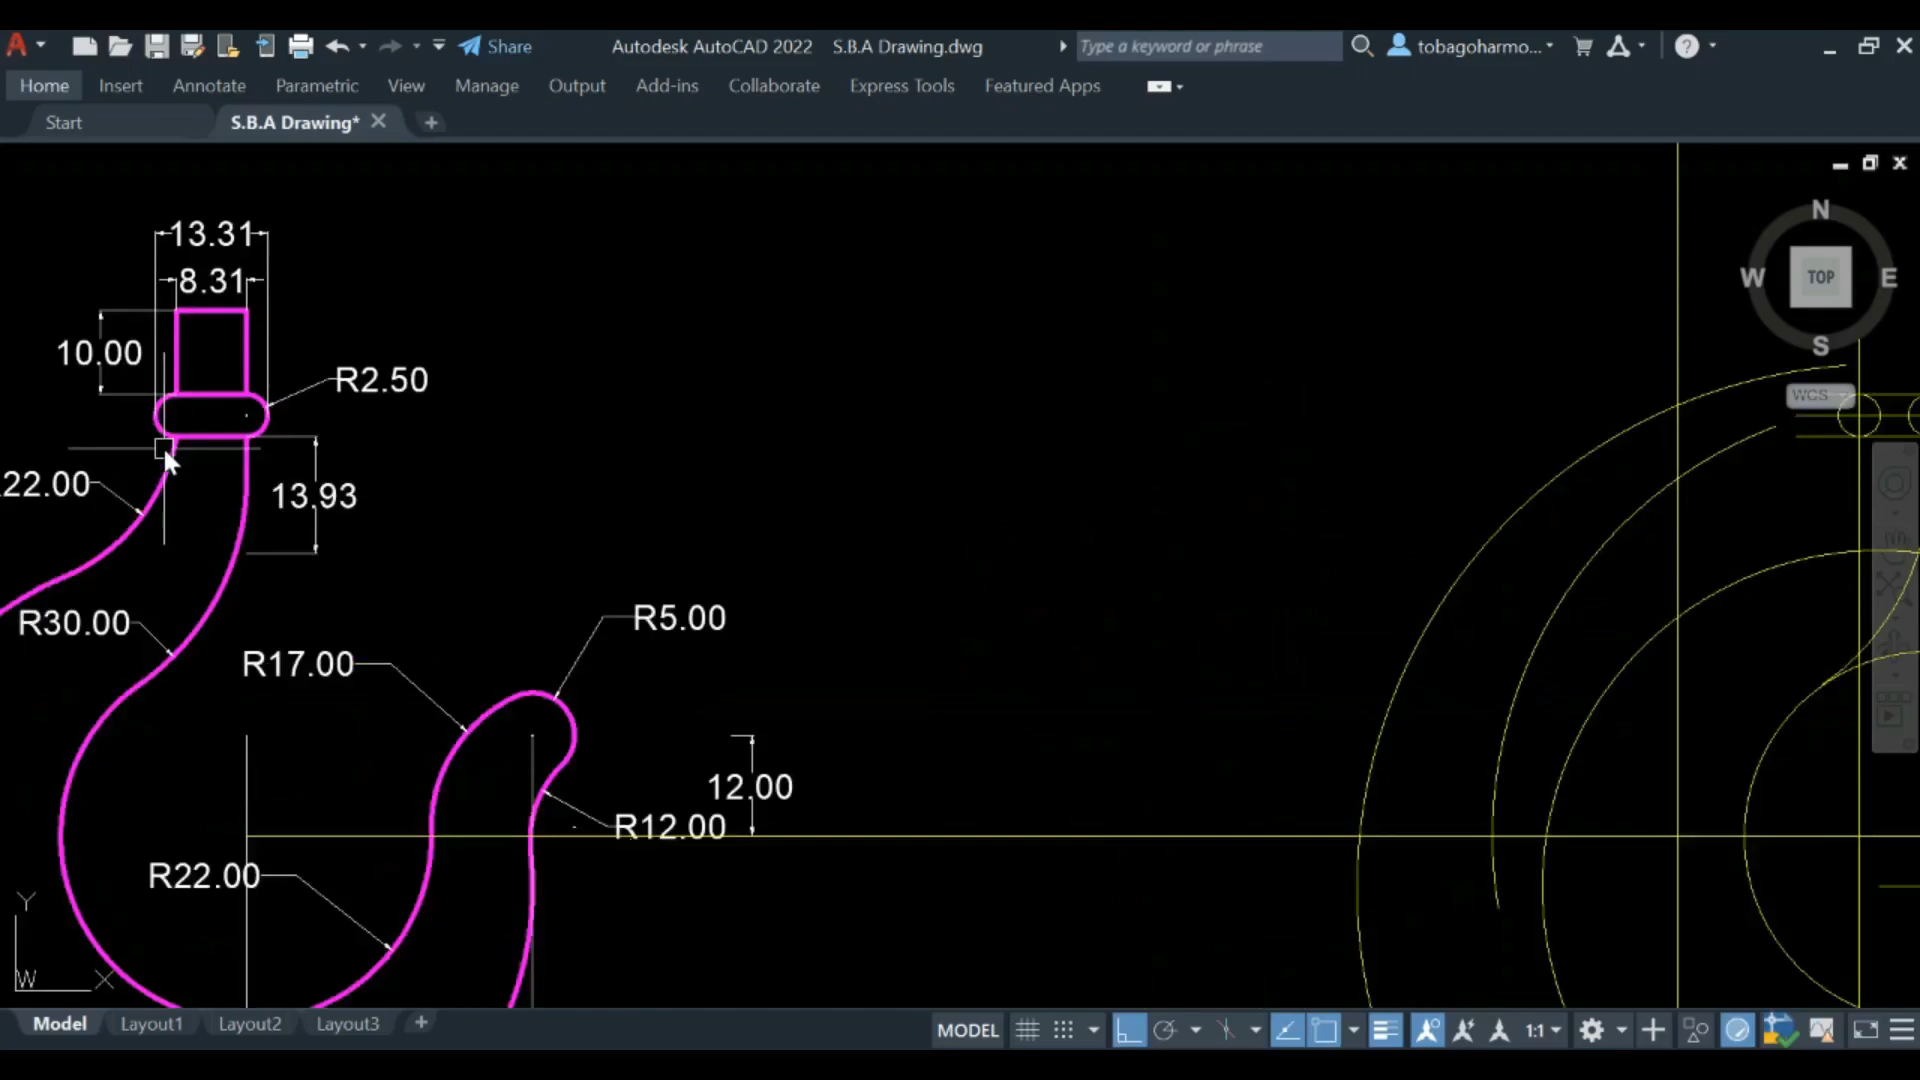 Share
Autodesk AutoCAD 2022 S.B.A Drawing.dwg
Type a keyword or phrase
tobagoharmo...
Home Insert Annotate Parametric View Manage Output Add-ins Collaborate Express Tools Featured Apps
Start
S.B.A Drawing*
N
W TOP E
S
WCS
13.31
8.31
10.00
R2.50
22.00
13.93
R30.00
R5.00
R17.00
12.00
R12.00
R22.00
Y
W X
Model Layout1 Layout2 Layout3
MODEL
1:1